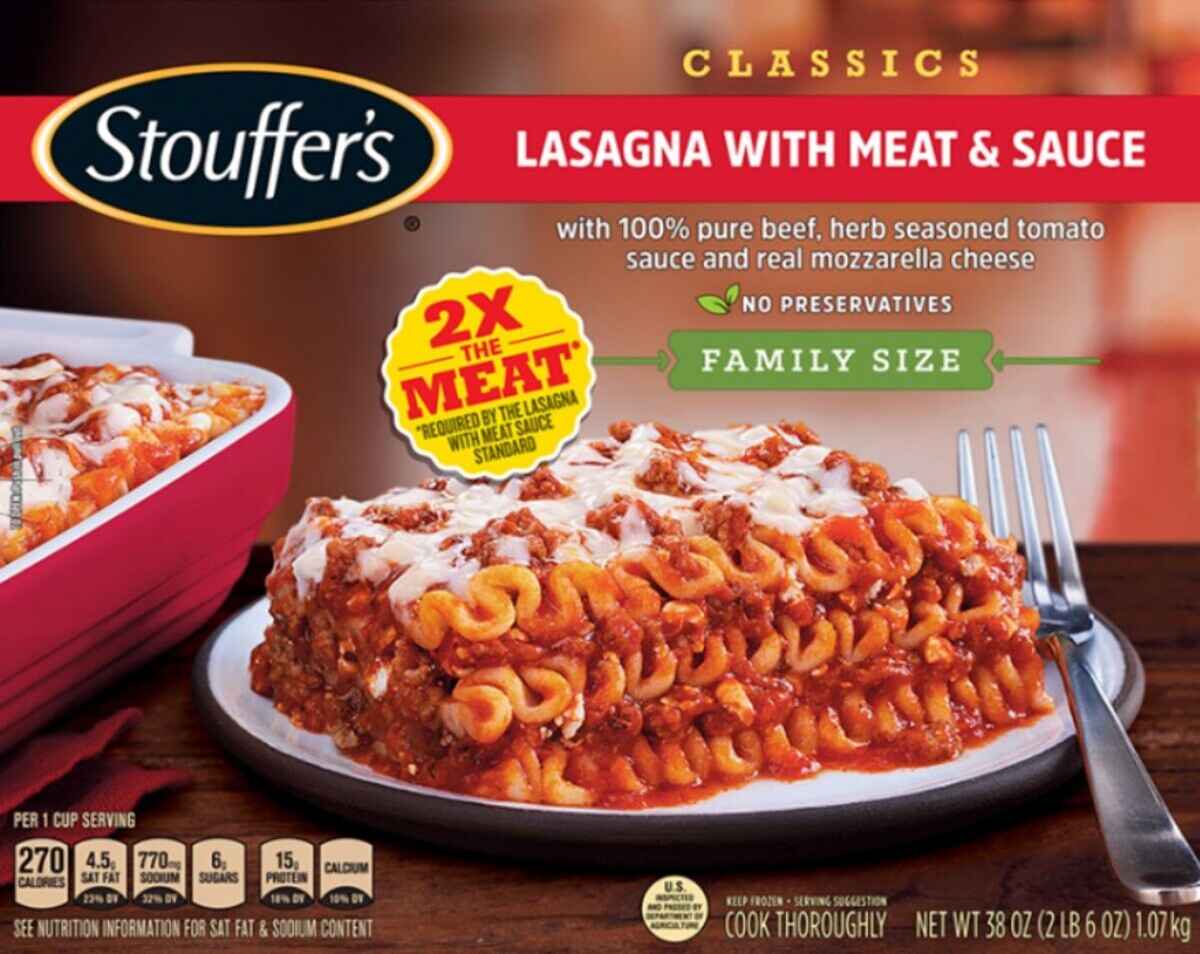 CLASSICS
Stouffer's
®
LASAGNA WITH MEAT & SAUCE
with 100% pure beef, herb seasoned tomato
sauce and real mozzarella cheese
NO PRESERVATIVES
FAMILY SIZE
2X
THE
MEAT*
*REQUIRED BY THE LASAGNA
WITH MEAT SAUCE
STANDARD
PER 1 CUP SERVING
270
CALORIES
4.5g
SAT FAT
23% DV
770mg
SODIUM
32% DV
6g
SUGARS
15g
PROTEIN
18% DV
CALCIUM
10% DV
SEE NUTRITION INFORMATION FOR SAT FAT & SODIUM CONTENT
U.S.
INSPECTED
AND PASSED BY
DEPARTMENT OF
AGRICULTURE
KEEP FROZEN • SERVING SUGGESTION
COOK THOROUGHLY
NET WT 38 OZ (2 LB 6 OZ) 1.07kg